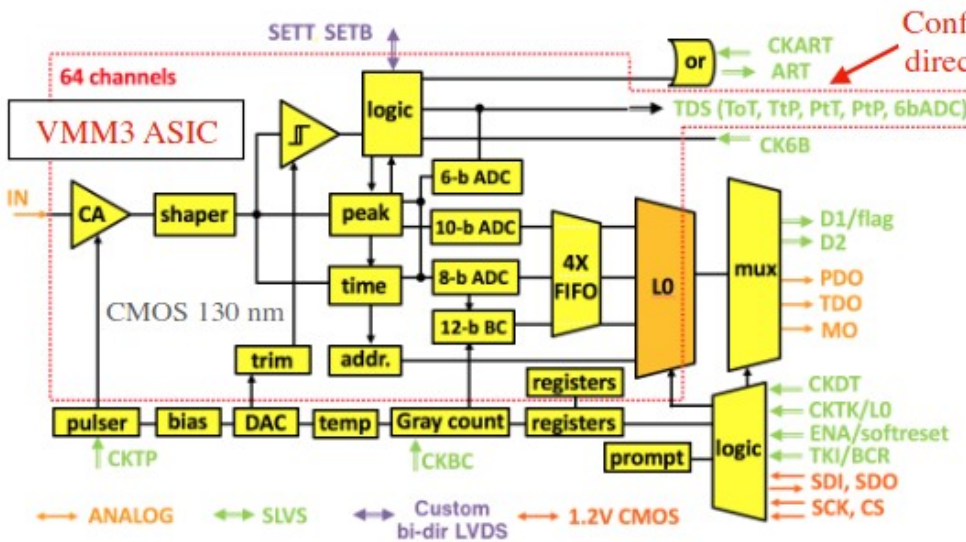 SETT, SETB
64 channels
VMM3 ASIC
or
CKART
ART
Conf
direc
logic
TDS (ToT, TtP, PtT, PtP, 6bADC)
CK6B
IN
CA
shaper
peak
6-b ADC
10-b ADC
time
8-b ADC
12-b BC
4X
FIFO
L0
mux
D1/flag
D2
PDO
TDO
MO
CMOS 130 nm
trim
addr.
registers
pulser
bias
DAC
temp
Gray count
registers
prompt
logic
CKDT
CKTK/L0
ENA/softreset
TKI/BCR
SDI, SDO
SCK, CS
CKTP
CKBC
ANALOG
SLVS
Custom
bi-dir LVDS
1.2V CMOS